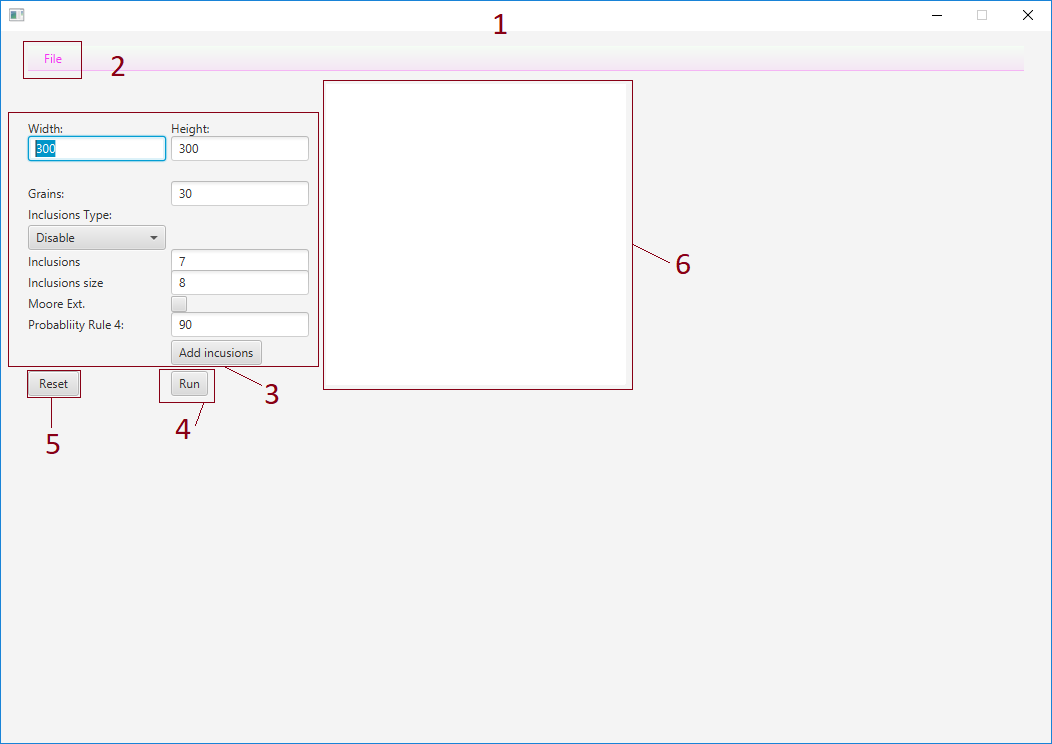 1
File
2
Width: Height:
300 300
Grains: 30
Inclusions Type:
Disable
Inclusions 7
Inclusions size 8
6
Moore Ext.
Probabliity Rule 4: 90
Add incusions
Reset Run
3
4
5